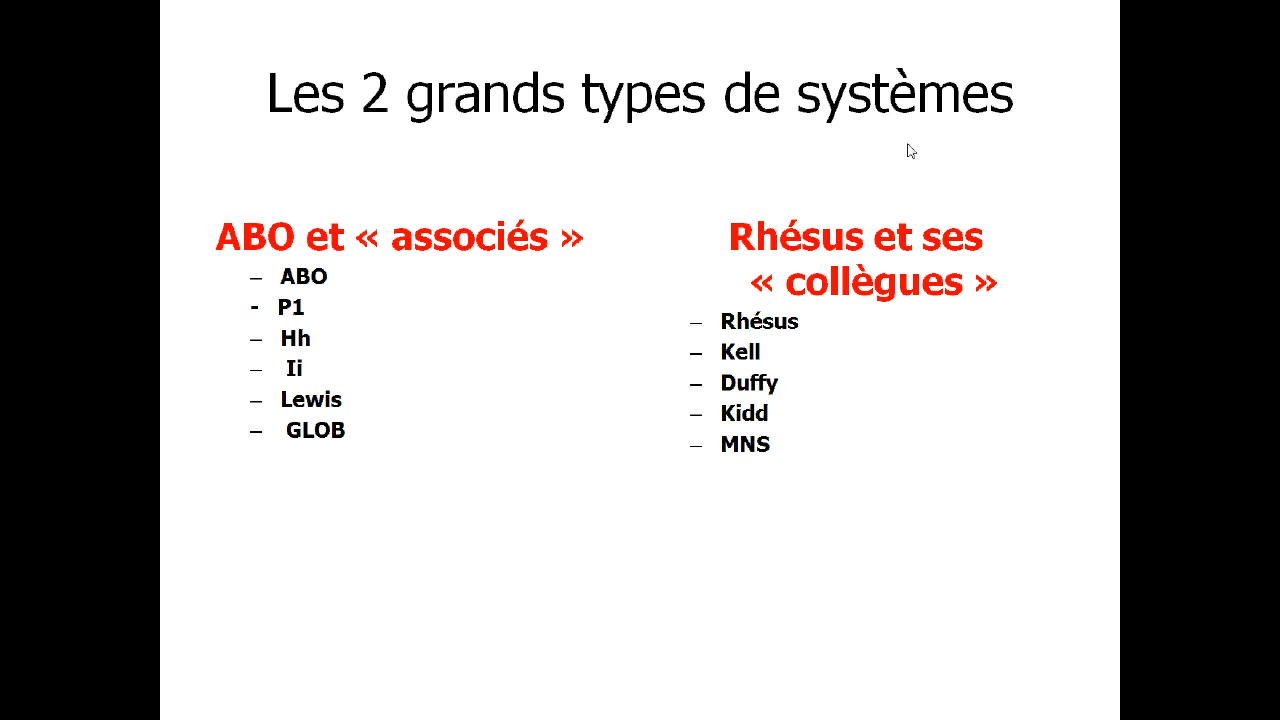 Les 2 grands types de systèmes
ABO et « associés »
– ABO
- P1
– Hh
– Ii
– Lewis
– GLOB
Rhésus et ses
« collègues »
– Rhésus
– Kell
– Duffy
– Kidd
– MNS